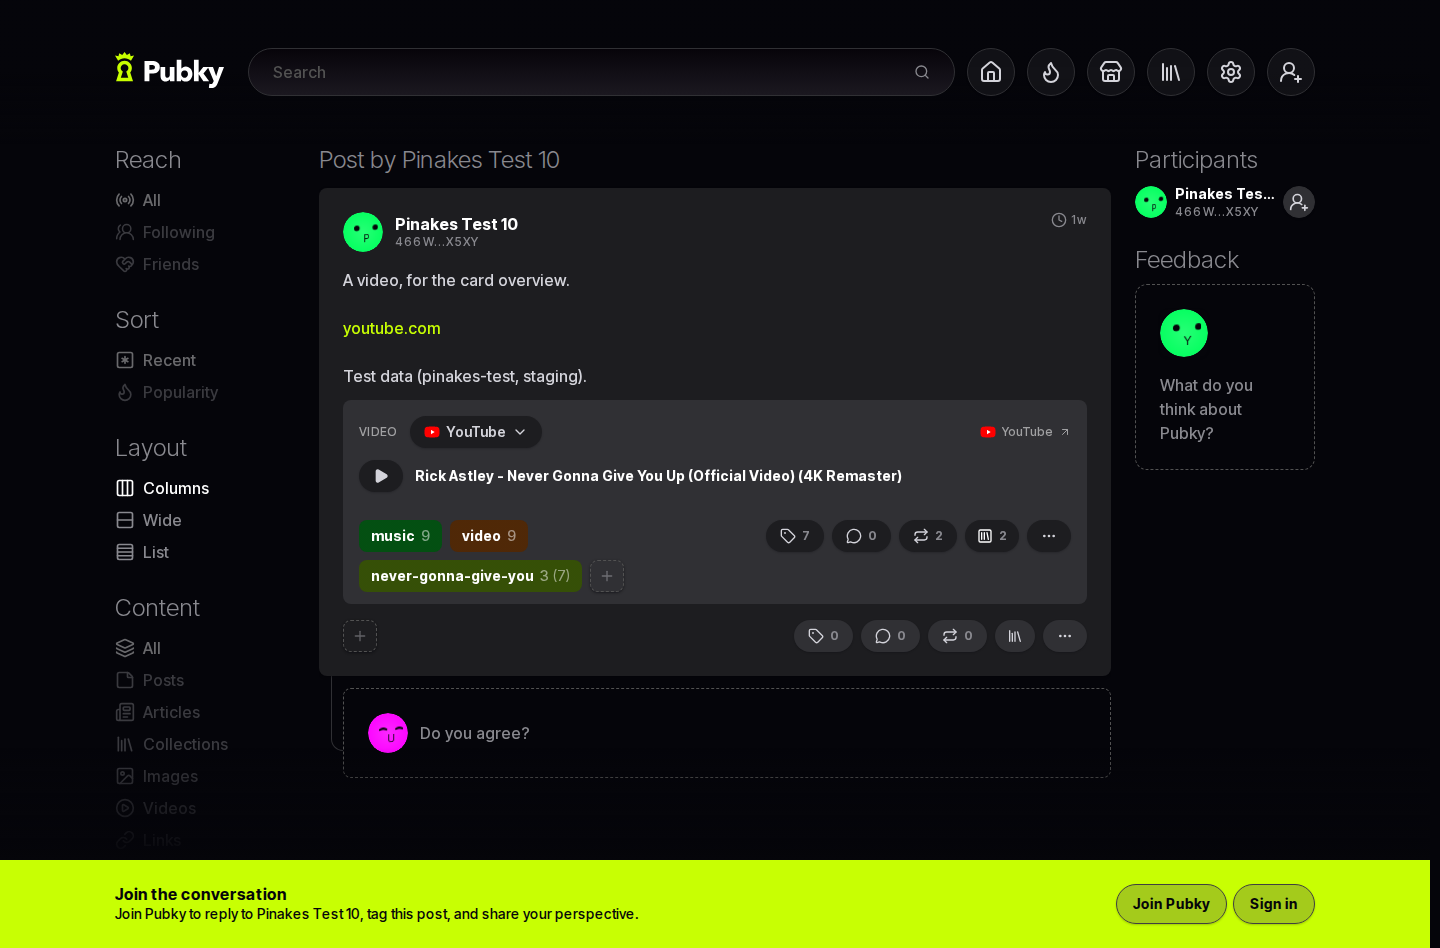 Pubky
Search
Reach
All
Following
Friends
Sort
Recent
Popularity
Layout
Columns
Wide
List
Content
All
Posts
Articles
Collections
Images
Videos
Links
Post by Pinakes Test 10
P
Pinakes Test 10
466W...X5XY
1w
A video, for the card overview.
youtube.com
Test data (pinakes-test, staging).
VIDEO
YouTube
YouTube
Rick Astley - Never Gonna Give You Up (Official Video) (4K Remaster)
music 9
video 9
7
0
2
2
never-gonna-give-you 3 (7)
0
0
0
U
Do you agree?
Participants
P
Pinakes Tes...
466W...X5XY
Feedback
Y
What do you
think about
Pubky?
Join the conversation
Join Pubky to reply to Pinakes Test 10, tag this post, and share your perspective.
Join Pubky
Sign in